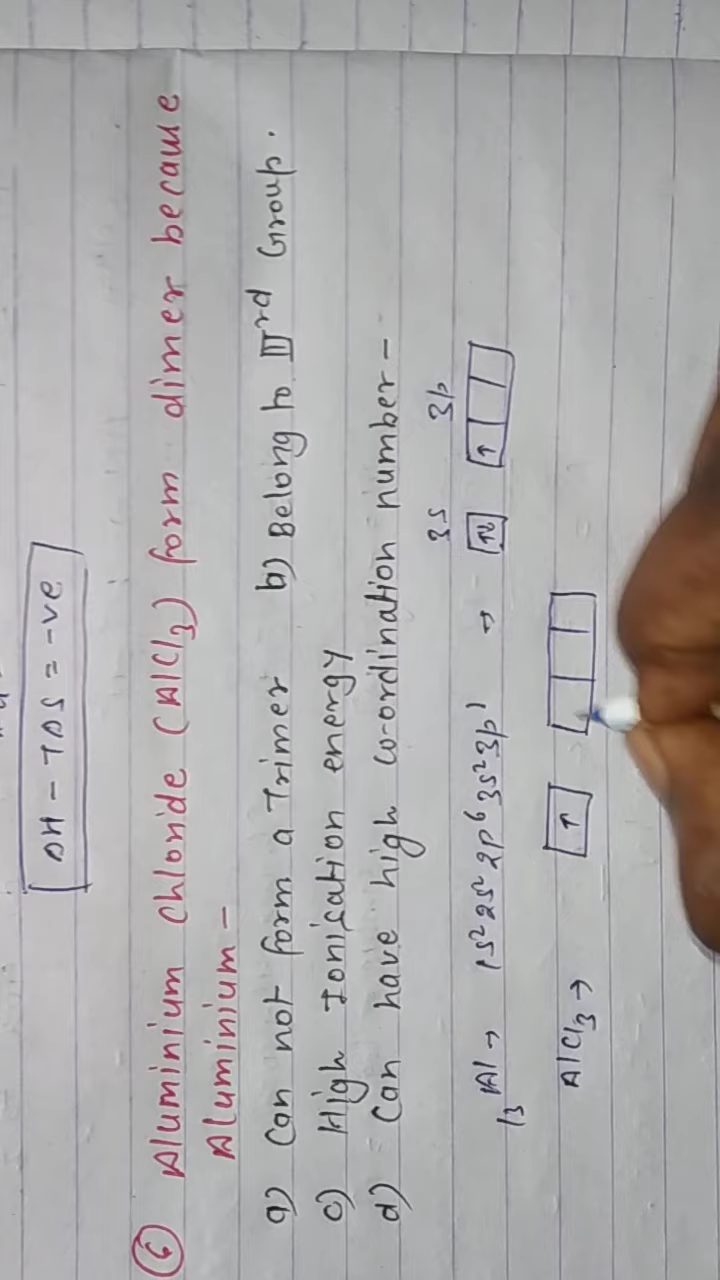 ΔH - TΔS = -ve
6 Aluminium chloride (AlCl3) form dimer because
Aluminium -
a) Can not form a Trimer b) Belong to IIIrd Group.
c) High Ionisation energy
d) Can have high co-ordination number -
3s 3p
13Al → 1s² 2s² 2p⁶ 3s² 3p¹ → ↑↓ ↑
AlCl3 → ↑